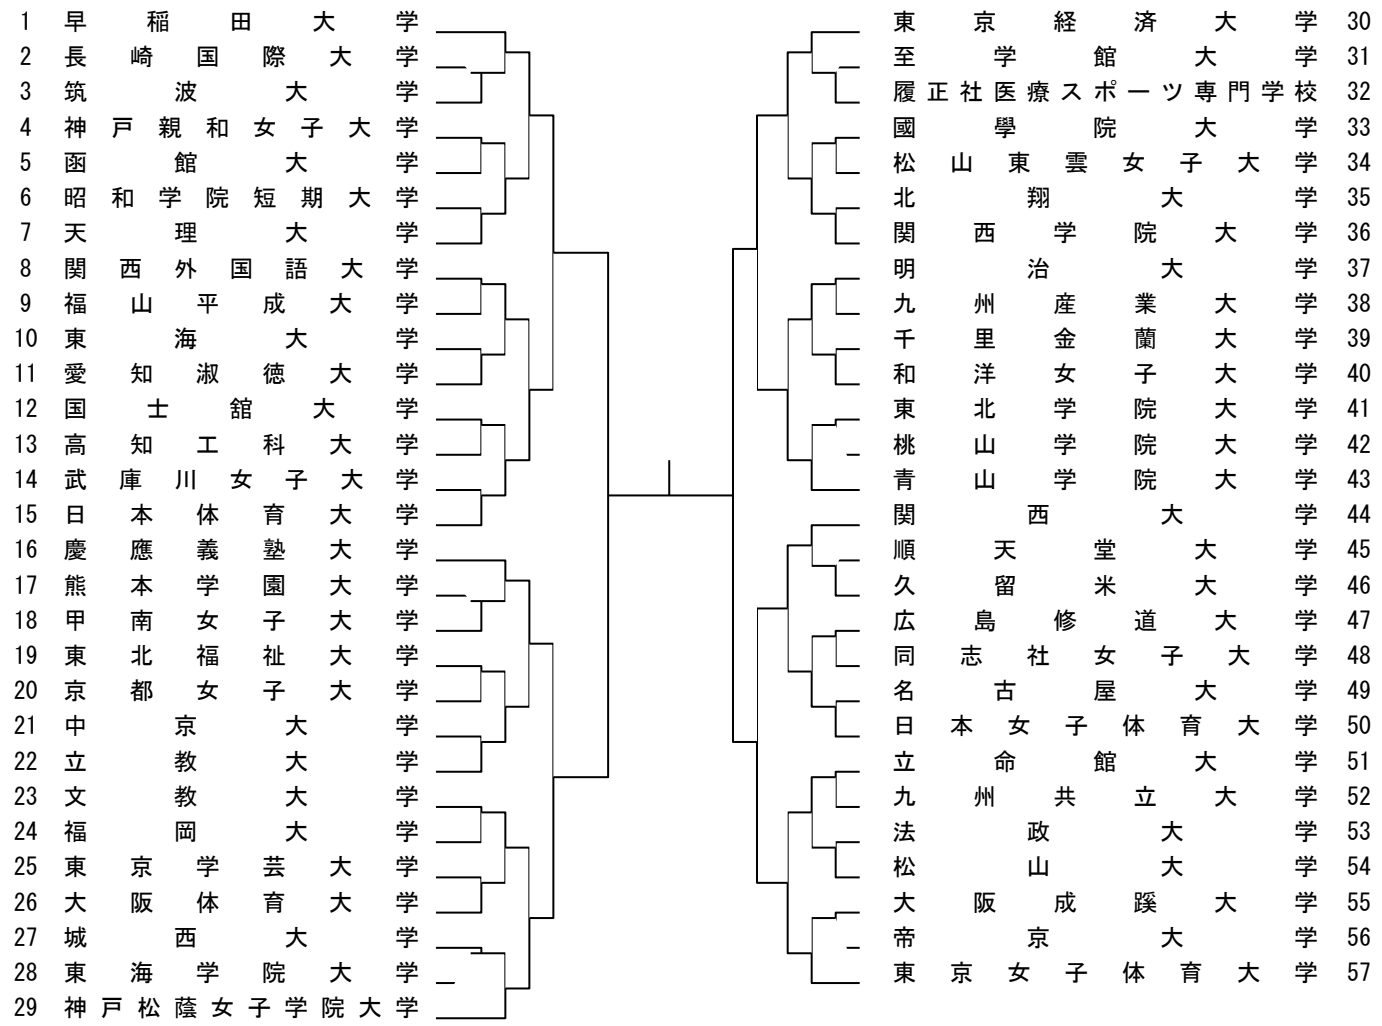 1 早稲田大学
2 長崎国際大学
3 筑波大学
4 神戸親和女子大学
5 函館大学
6 昭和学院短期大学
7 天理大学
8 関西外国語大学
9 福山平成大学
10 東海大学
11 愛知淑徳大学
12 国士舘大学
13 高知工科大学
14 武庫川女子大学
15 日本体育大学
16 慶應義塾大学
17 熊本学園大学
18 甲南女子大学
19 東北福祉大学
20 京都女子大学
21 中京大学
22 立教大学
23 文教大学
24 福岡大学
25 東京学芸大学
26 大阪体育大学
27 城西大学
28 東海学院大学
29 神戸松蔭女子学院大学
東京経済大学 30
至学館大学 31
履正社医療スポーツ専門学校 32
國學院大学 33
松山東雲女子大学 34
北翔大学 35
関西学院大学 36
明治大学 37
九州産業大学 38
千里金蘭大学 39
和洋女子大学 40
東北学院大学 41
桃山学院大学 42
青山学院大学 43
関西大学 44
順天堂大学 45
久留米大学 46
広島修道大学 47
同志社女子大学 48
名古屋大学 49
日本女子体育大学 50
立命館大学 51
九州共立大学 52
法政大学 53
松山大学 54
大阪成蹊大学 55
帝京大学 56
東京女子体育大学 57